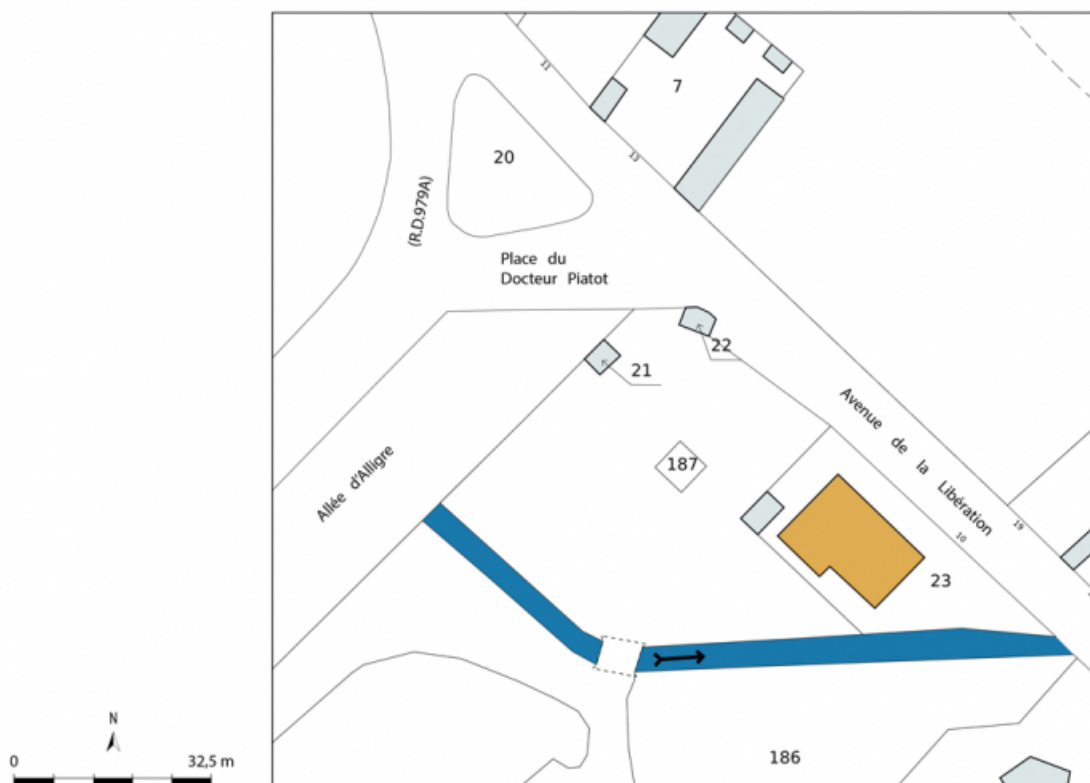 11
7
20
13
(R.D.979A)
Place du
Docteur Piatot
22
21
Avenue de la Libération
187
Allée d'Alligre
10
19
23
N
0 32,5 m
186